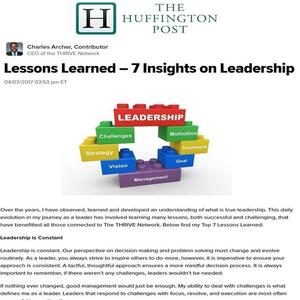 H
THE
HUFFINGTON
POST
Charles Archer, Contributor
CEO of the THRIVE Network
Lessons Learned – 7 Insights on Leadership
04/07/2017 03:53 pm ET
LEADERSHIP
Challenges
Motivation
Strategy
Teamwork
Vision
Goal
Management
Over the years, I have observed, learned and developed an understanding of what is true leadership. This daily
evolution in my journey as a leader has involved learning many lessons, both successful and challenging, that
have benefitted all those connected to The THRIVE Network. Below find my Top 7 Lessons Learned:
Leadership is Constant
Leadership is constant. Our perspective on decision making and problem solving must change and evolve
routinely. As a leader, you always strive to inspire others to do more, however, it is imperative to ensure your
approach is consistent. A tactful, thoughtful approach ensures a more mindful decision process. It is always
important to remember, if there weren't any challenges, leaders wouldn't be needed.
If nothing ever changed, good management would just be enough. My ability to deal with challenges is what
defines me as a leader. Leaders that respond to challenges with focus, resolve, and execution are most often